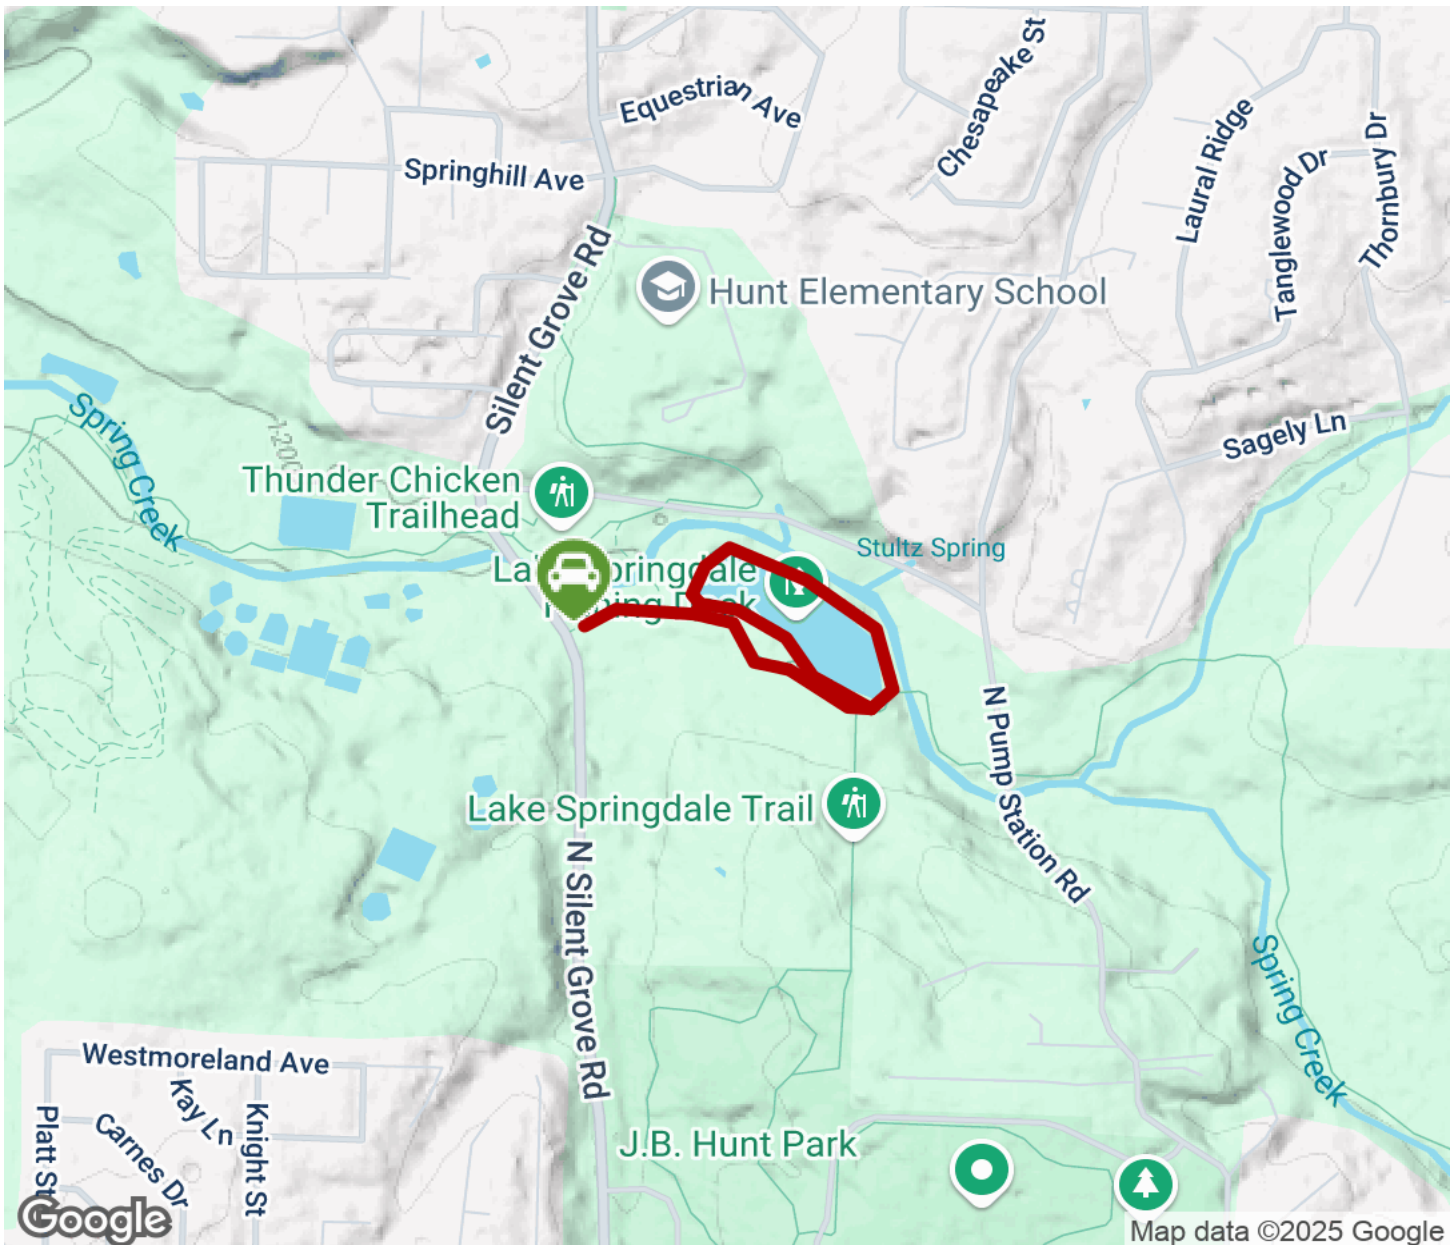 Equestrian Ave
Chesapeake St
Laural Ridge
Tanglewood Dr
Thornbury Dr
Springhill Ave
Silent Grove Rd
Hunt Elementary School
Spring Creek
Sagely Ln
Thunder Chicken
Trailhead
Stultz Spring
N Pump Station Rd
Lake Springdale Trail
N Silent Grove Rd
Spring Creek
Westmoreland Ave
Kay Ln
Knight St
Carnes Dr
Platt St
J.B. Hunt Park
Google
Map data ©2025 Google